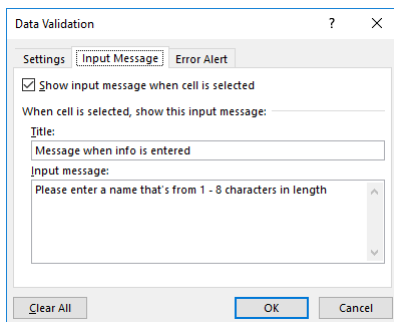 Data Validation ?
Settings Input Message Error Alert
Show input message when cell is selected
When cell is selected, show this input message:
Title:
Message when info is entered
Input message:
Please enter a name that's from 1 - 8 characters in length
Clear All OK Cancel